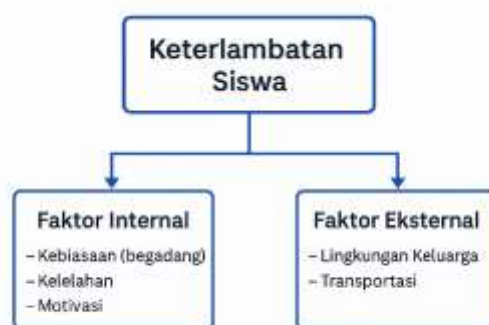 Keterlambatan
Siswa
Faktor Internal
– Kebiasaan (begadang)
– Kelelahan
– Motivasi
Faktor Eksternal
– Lingkungan Keluarga
– Transportasi